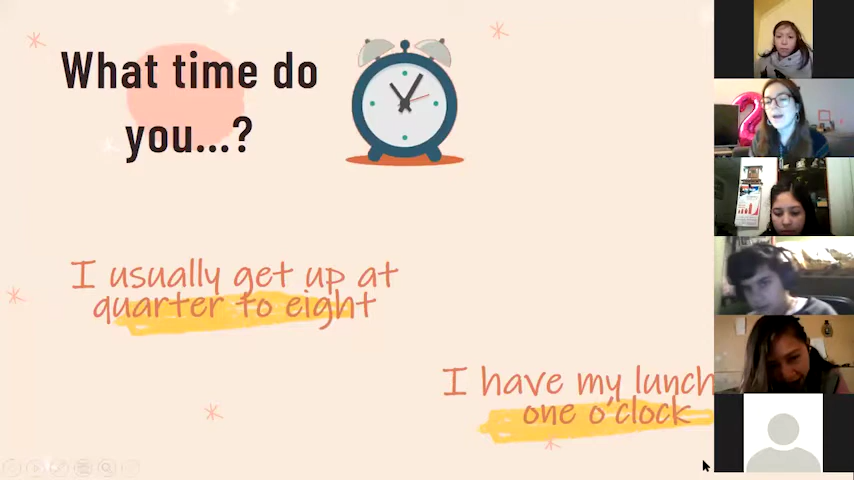 What time do
you...?
I usually get up at
quarter to eight
I have my lunch
one o'clock